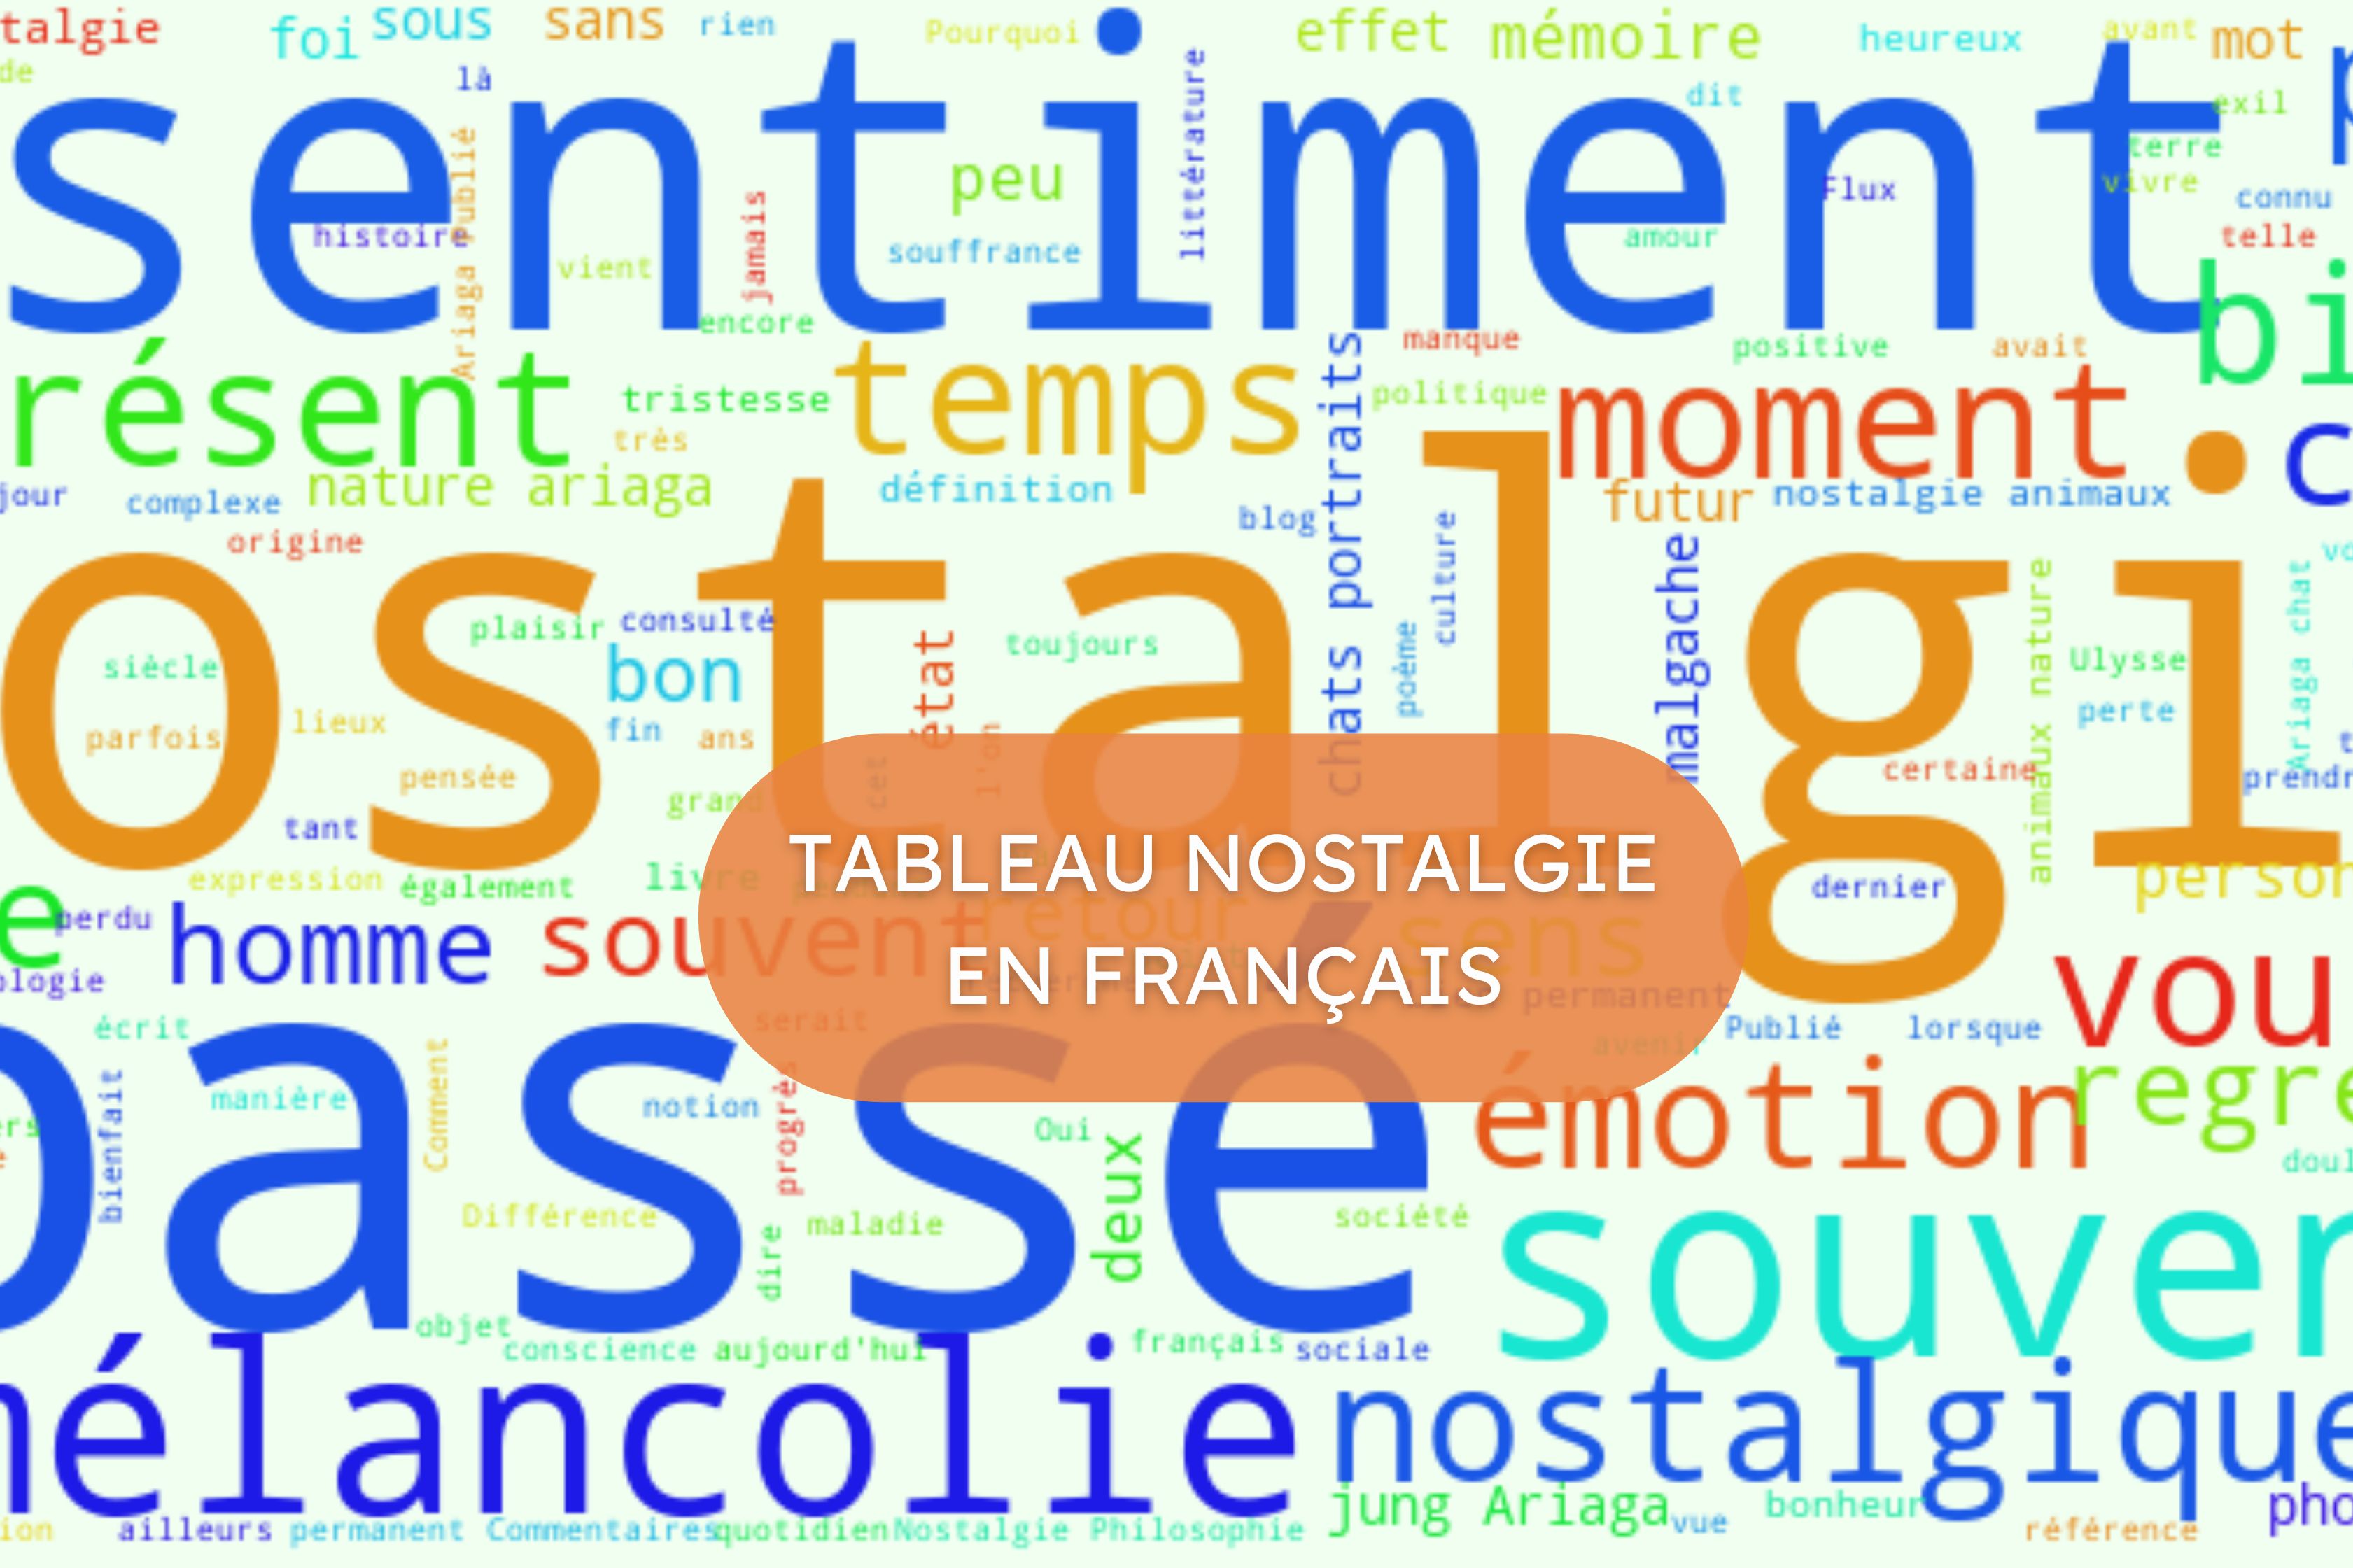 talgie foi sous sans rien Pourquoi effet mémoire heureux avant mot
de là dit exil
sentiment
Ariaga Publié littérature terre
peu Flux vivre connu
histoire jamais souffrance amour telle
vient
encore bi
résent tristesse temps chats portraits manque positive avait
très politique moment
jour complexe nature ariaga définition blog futur nostalgie animaux
origine culture malgache
ostalgi
plaisir consulté état toujours poème animaux nature Ariaga chat
siècle bon Ulysse
parfois lieux fin ans l'on perte
pensée cet certaine prendr
grand
tant
TABLEAU NOSTALGIE
EN FRANÇAIS
expression également livre dernier person
e perdu homme souvent retour sens vou
ologie permanent
écrit serait avenir Publié lorsque
passé
bienfait manière Comment notion progrès Oui émotion regre
deux doul
Différence maladie société
dire souven
objet
conscience aujourd'hui français sociale
mélancolie nostalgique
jung Ariaga vue bonheur pho
ion ailleurs permanent Commentaires quotidien Nostalgie Philosophie référence